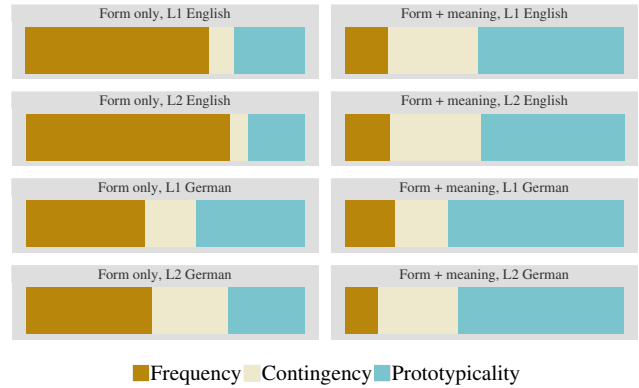 Form only, L1 English
Form + meaning, L1 English
Form only, L2 English
Form + meaning, L2 English
Form only, L1 German
Form + meaning, L1 German
Form only, L2 German
Form + meaning, L2 German
Frequency Contingency Prototypicality